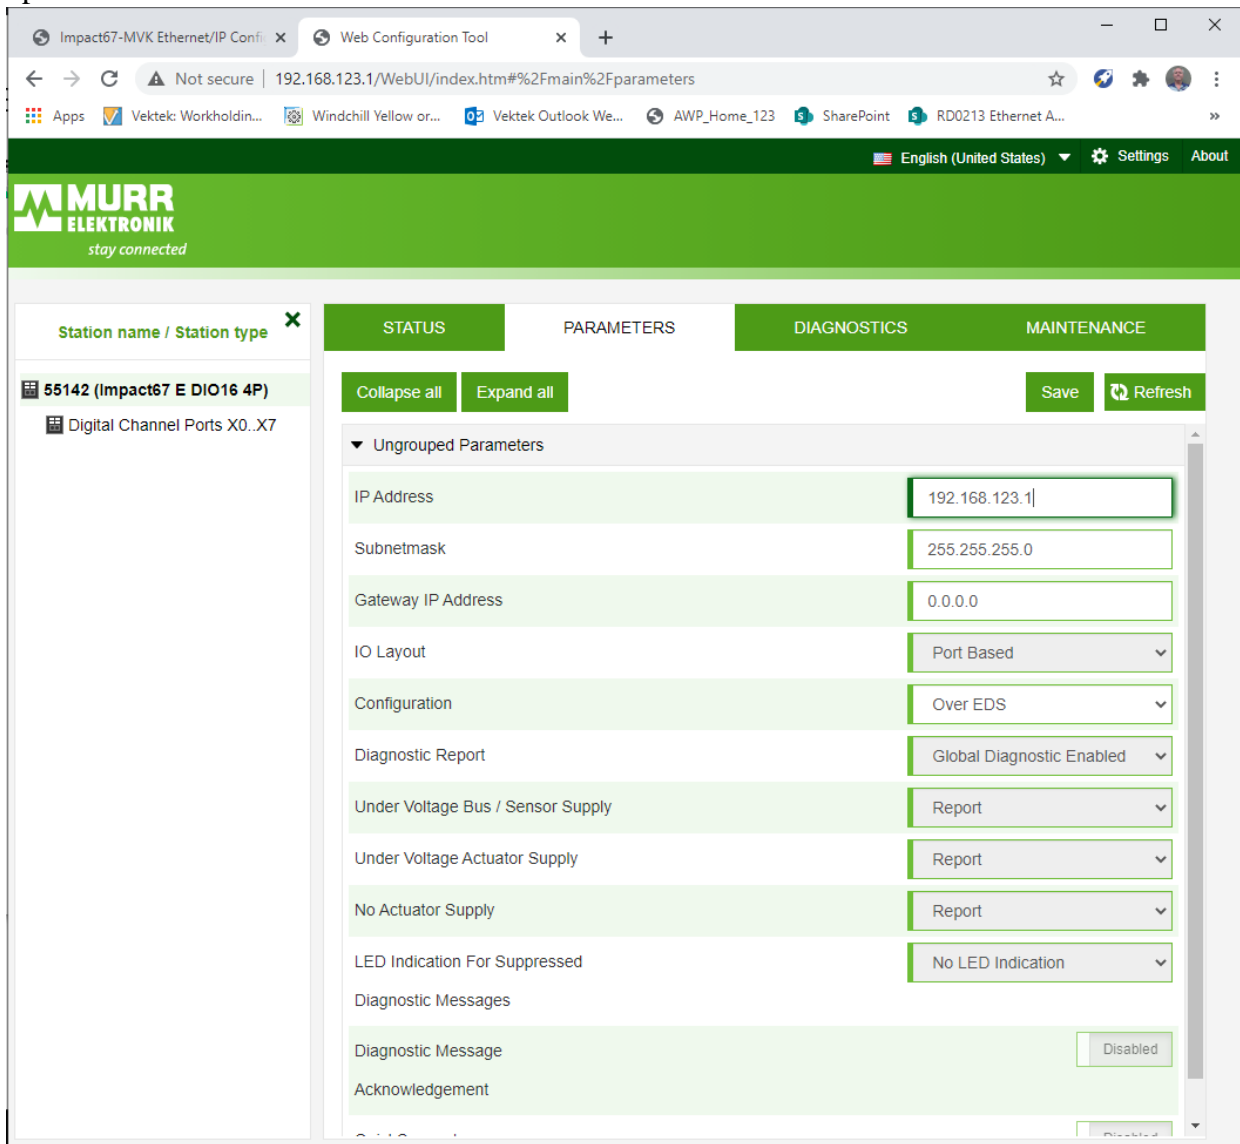 Impact67-MVK Ethernet/IP Confi
Web Configuration Tool
Not secure | 192.168.123.1/WebUI/index.htm#%2Fmain%2Fparameters
Apps
Vektek: Workholdin...
Windchill Yellow or...
Vektek Outlook We...
AWP_Home_123
SharePoint
RD0213 Ethernet A...
»
English (United States)
Settings
About
MURR
ELEKTRONIK
stay connected
Station name / Station type
55142 (Impact67 E DIO16 4P)
Digital Channel Ports X0..X7
STATUS
PARAMETERS
DIAGNOSTICS
MAINTENANCE
Collapse all
Expand all
Save
Refresh
Ungrouped Parameters
IP Address
192.168.123.1
Subnetmask
255.255.255.0
Gateway IP Address
0.0.0.0
IO Layout
Port Based
Configuration
Over EDS
Diagnostic Report
Global Diagnostic Enabled
Under Voltage Bus / Sensor Supply
Report
Under Voltage Actuator Supply
Report
No Actuator Supply
Report
LED Indication For Suppressed
Diagnostic Messages
No LED Indication
Diagnostic Message
Acknowledgement
Disabled
Disabled